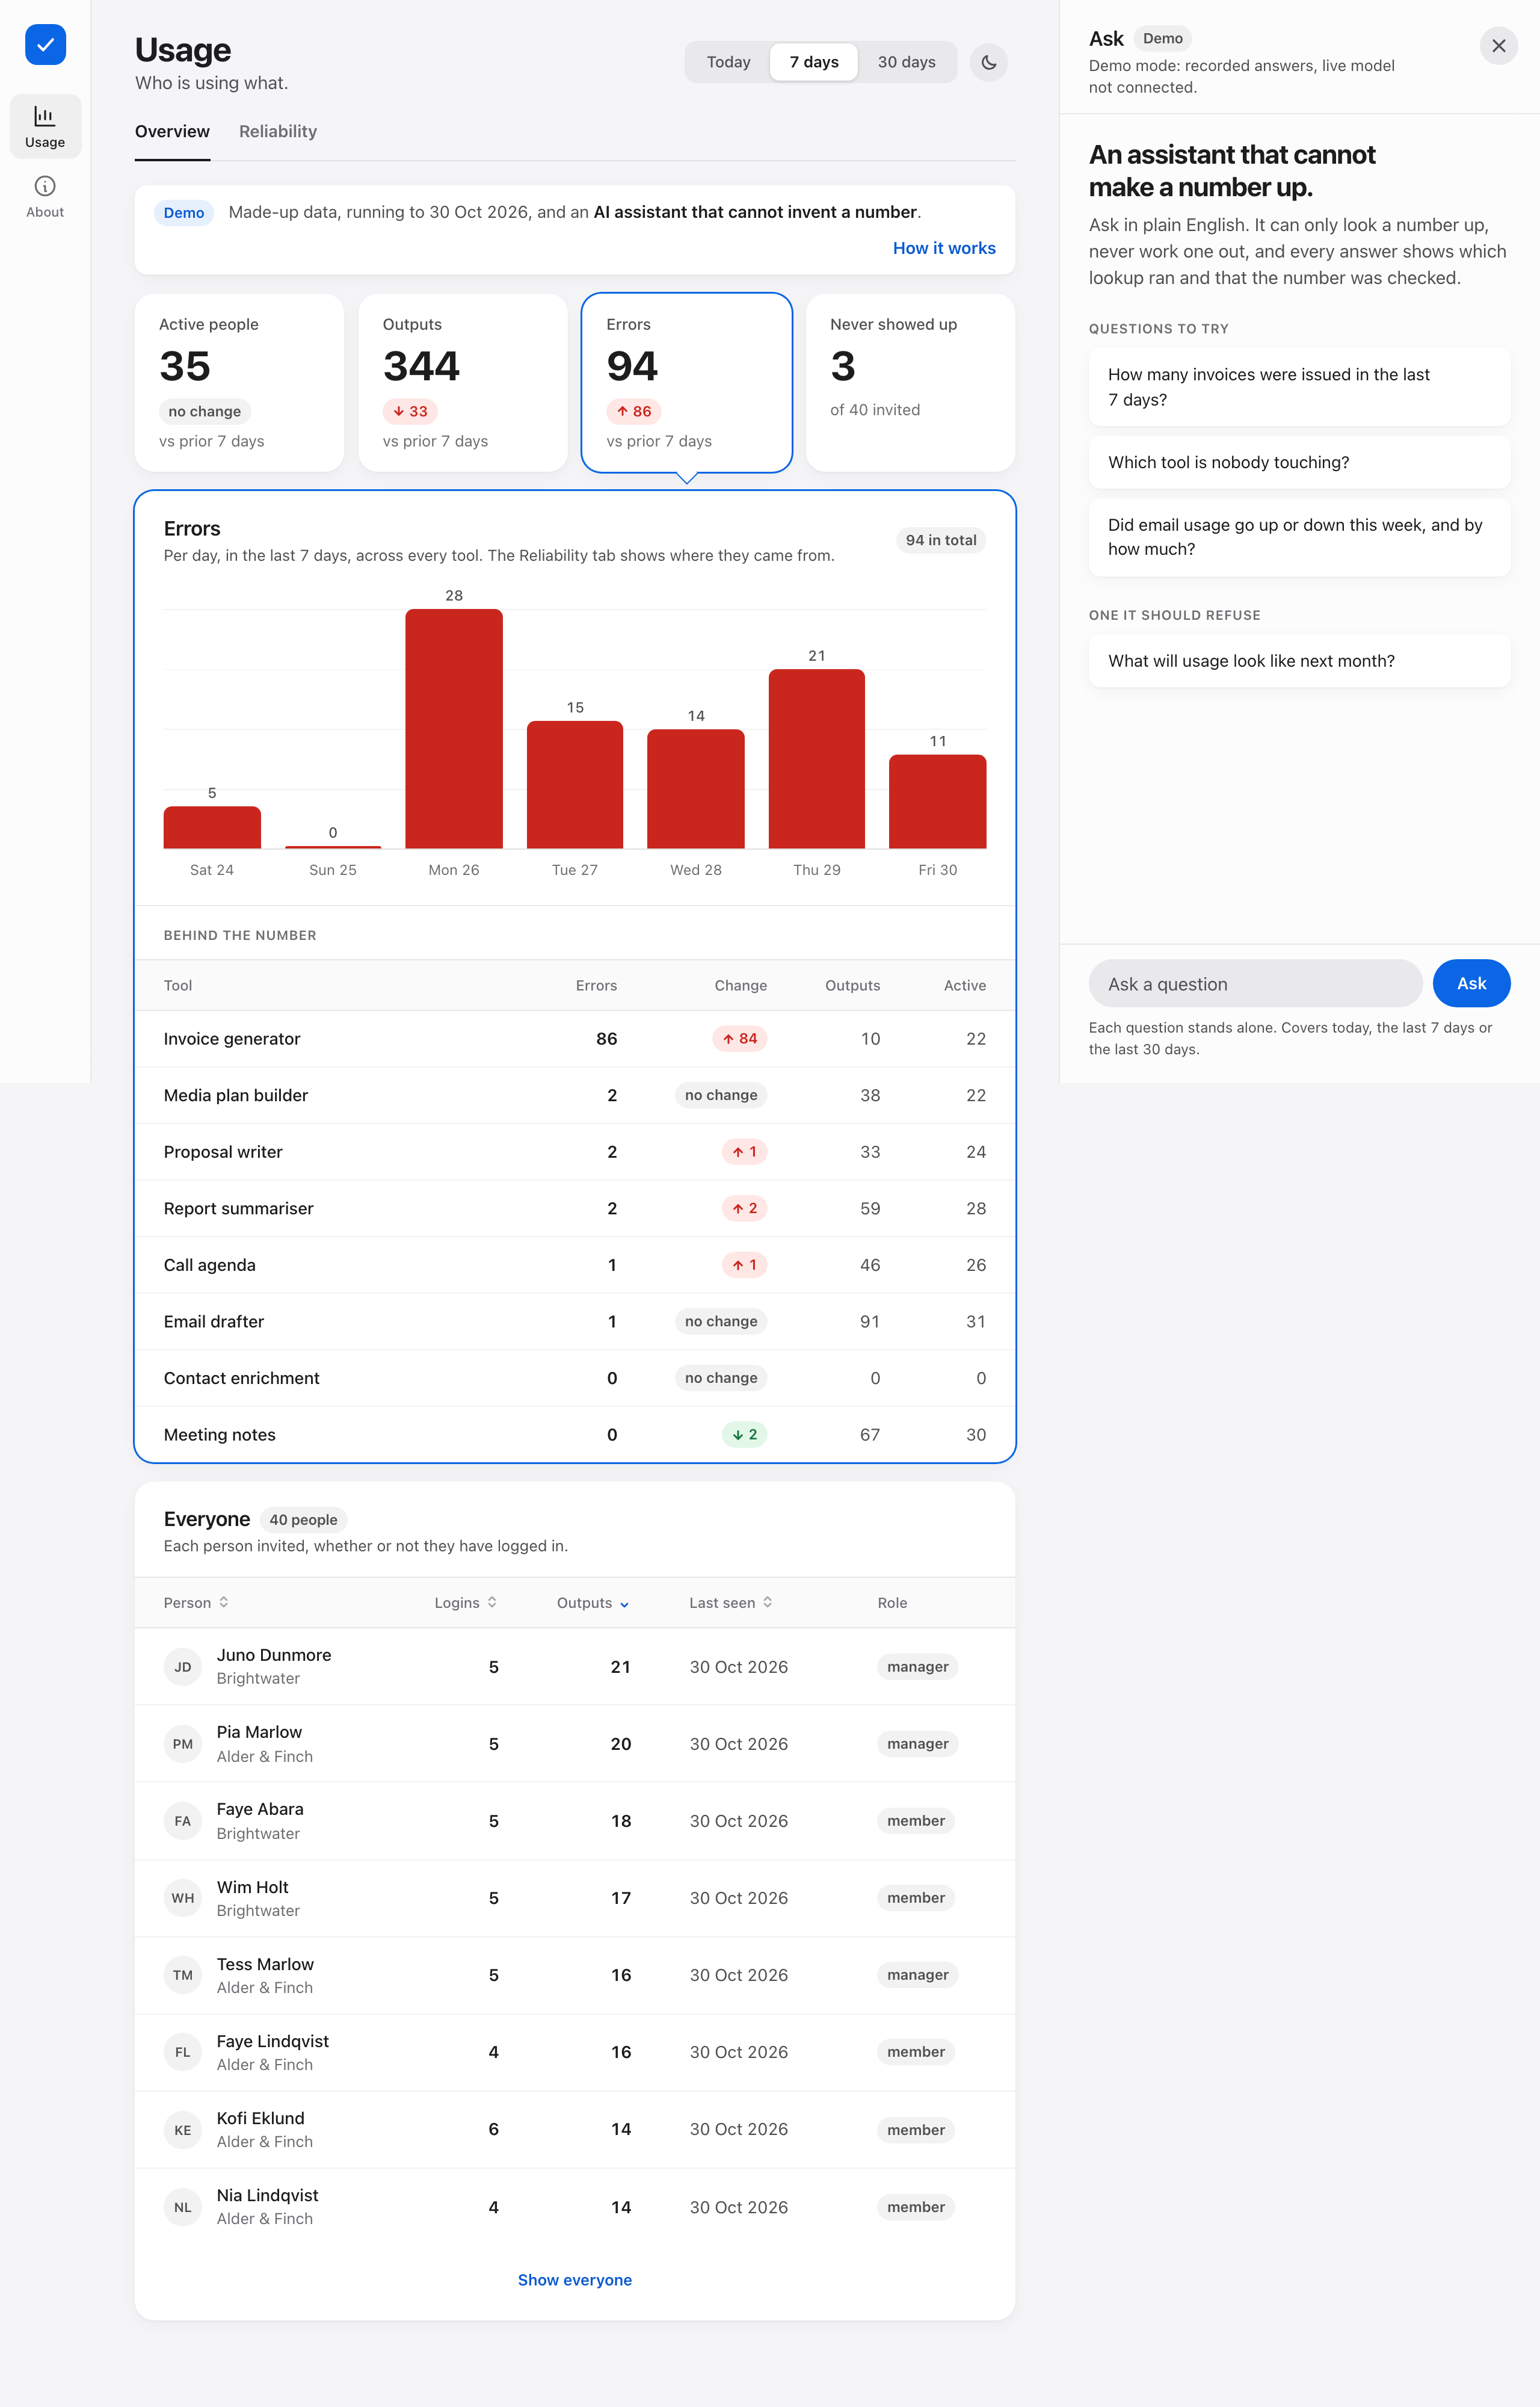 Usage
About
Usage
Who is using what.
Today
7 days
30 days
Overview
Reliability
Demo
Made-up data, running to 30 Oct 2026, and an AI assistant that cannot invent a number.
How it works
Active people
35
no change
vs prior 7 days
Outputs
344
↓ 33
vs prior 7 days
Errors
94
↑ 86
vs prior 7 days
Never showed up
3
of 40 invited
Errors
Per day, in the last 7 days, across every tool. The Reliability tab shows where they came from.
94 in total
5
0
28
15
14
21
11
Sat 24
Sun 25
Mon 26
Tue 27
Wed 28
Thu 29
Fri 30
BEHIND THE NUMBER
Tool Errors Change Outputs Active
Invoice generator 86 ↑ 84 10 22
Media plan builder 2 no change 38 22
Proposal writer 2 ↑ 1 33 24
Report summariser 2 ↑ 2 59 28
Call agenda 1 ↑ 1 46 26
Email drafter 1 no change 91 31
Contact enrichment 0 no change 0 0
Meeting notes 0 ↓ 2 67 30
Everyone
40 people
Each person invited, whether or not they have logged in.
Person Logins Outputs Last seen Role
JD Juno Dunmore 5 21 30 Oct 2026 manager
Brightwater
PM Pia Marlow 5 20 30 Oct 2026 manager
Alder & Finch
FA Faye Abara 5 18 30 Oct 2026 member
Brightwater
WH Wim Holt 5 17 30 Oct 2026 member
Brightwater
TM Tess Marlow 5 16 30 Oct 2026 manager
Alder & Finch
FL Faye Lindqvist 4 16 30 Oct 2026 member
Alder & Finch
KE Kofi Eklund 6 14 30 Oct 2026 member
Alder & Finch
NL Nia Lindqvist 4 14 30 Oct 2026 member
Alder & Finch
Show everyone
Ask
Demo
Demo mode: recorded answers, live model
not connected.
An assistant that cannot
make a number up.
Ask in plain English. It can only look a number up,
never work one out, and every answer shows which
lookup ran and that the number was checked.
QUESTIONS TO TRY
How many invoices were issued in the last
7 days?
Which tool is nobody touching?
Did email usage go up or down this week, and by
how much?
ONE IT SHOULD REFUSE
What will usage look like next month?
Ask a question
Ask
Each question stands alone. Covers today, the last 7 days or
the last 30 days.